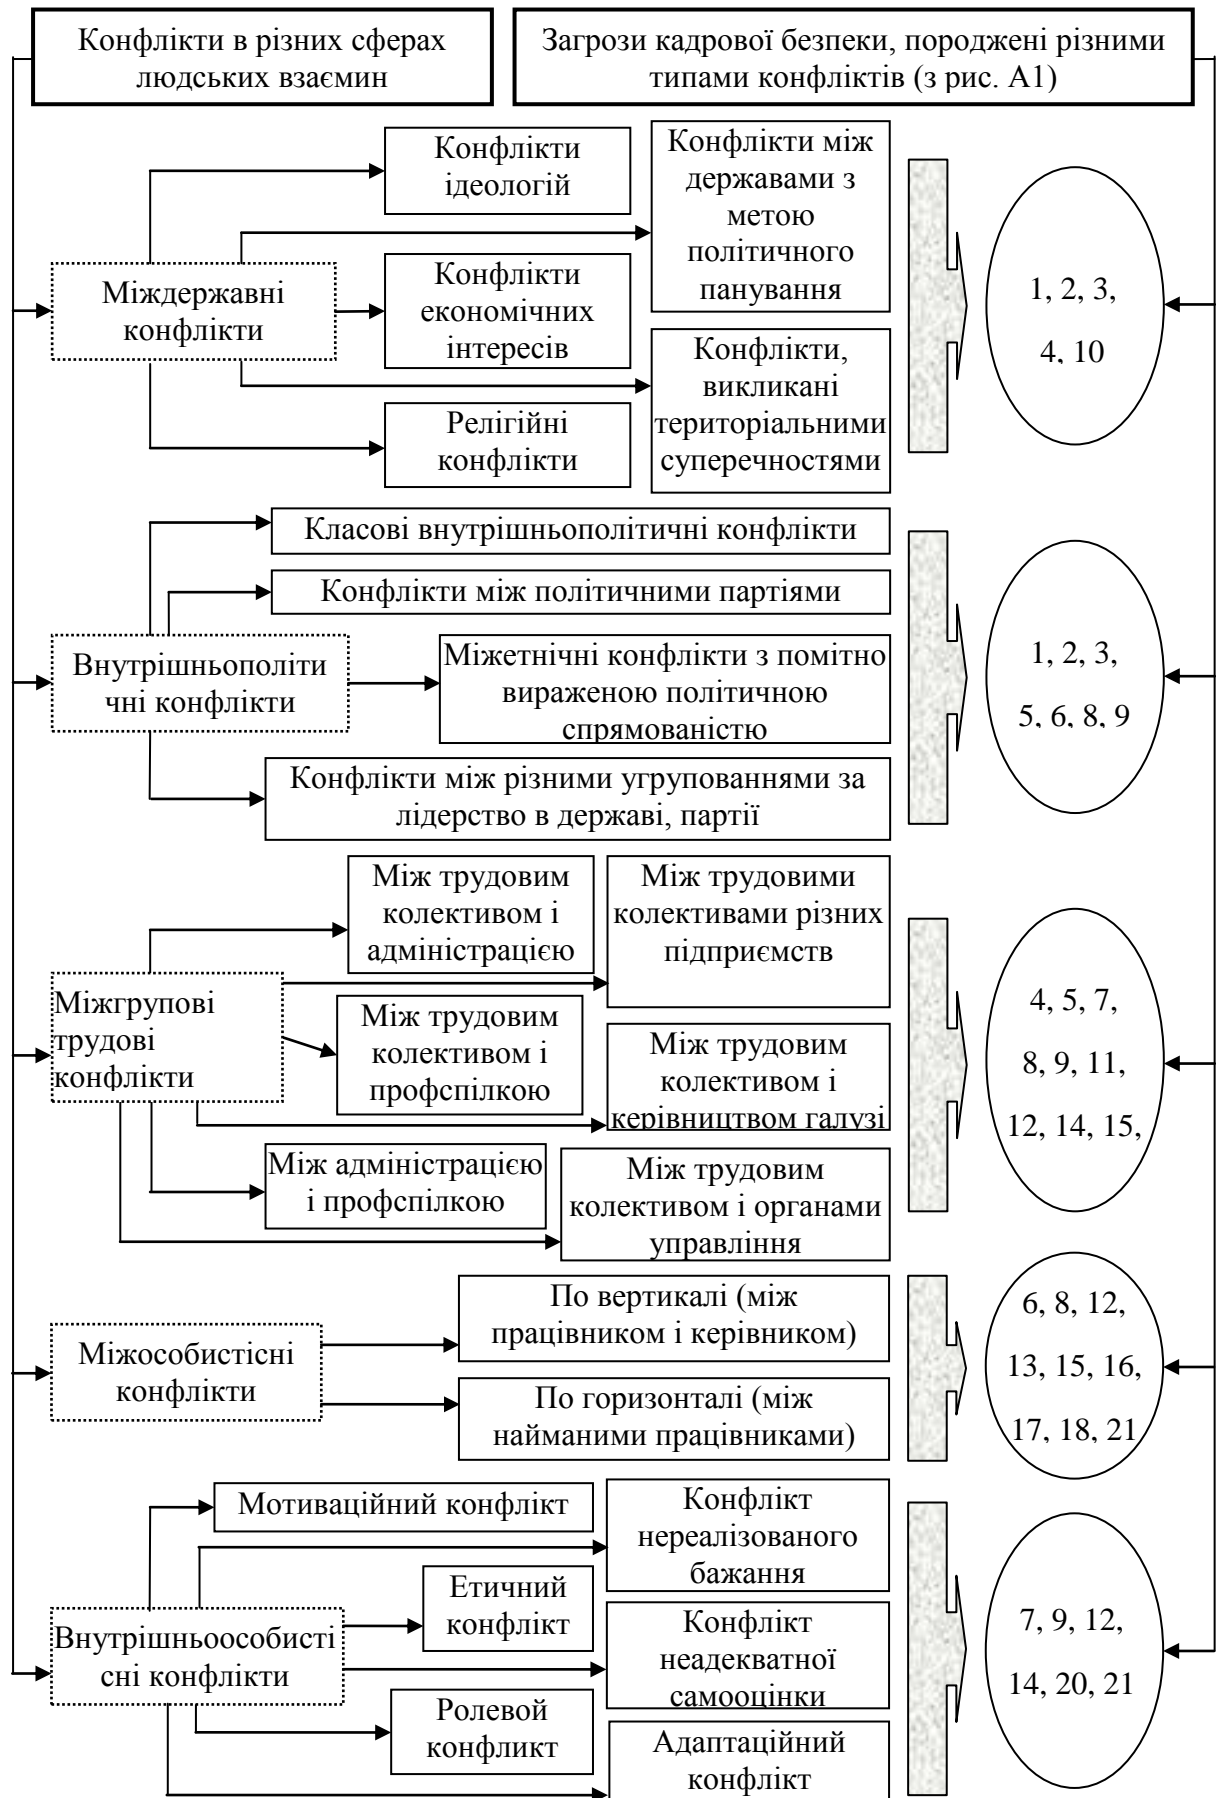 Конфлікти в різних сферах
людських взаємин
Загрози кадрової безпеки, породжені різними
типами конфліктів (з рис. А1)
Міждержавні
конфлікти
Конфлікти
ідеологій
Конфлікти між
державами з
метою
політичного
панування
Конфлікти
економічних
інтересів
Конфлікти,
викликані
територіальними
суперечностями
Релігійні
конфлікти
1, 2, 3,
4, 10
Внутрішньополіти
чні конфлікти
Класові внутрішньополітичні конфлікти
Конфлікти між політичними партіями
Міжетнічні конфлікти з помітно
вираженою політичною
спрямованістю
Конфлікти між різними угрупованнями за
лідерство в державі, партії
1, 2, 3,
5, 6, 8, 9
Міжгрупові
трудові
конфлікти
Між трудовим
колективом і
адміністрацією
Між трудовими
колективами різних
підприємств
Між трудовим
колективом і
профспілкою
Між трудовим
колективом і
керівництвом галузі
Між адміністрацією
і профспілкою
Між трудовим
колективом і органами
управління
4, 5, 7,
8, 9, 11,
12, 14, 15,
Міжособистісні
конфлікти
По вертикалі (між
працівником і керівником)
По горизонталі (між
найманими працівниками)
6, 8, 12,
13, 15, 16,
17, 18, 21
Внутрішньоособисті
сні конфлікти
Мотиваційний конфлікт
Конфлікт
нереалізованого
бажання
Етичний
конфлікт
Конфлікт
неадекватної
самооцінки
Ролевой
конфликт
Адаптаційний
конфлікт
7, 9, 12,
14, 20, 21